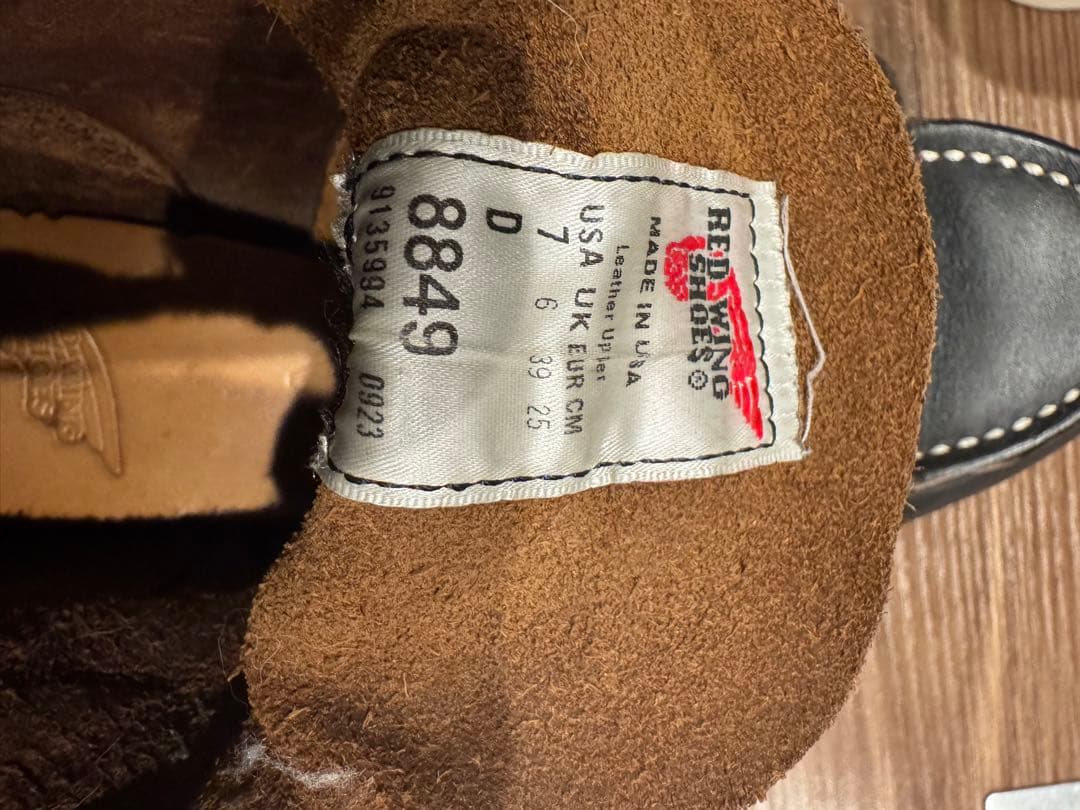 RED WING
SHOES®
MADE IN USA
Leather Upper
USA UK EUR CM
7 6 39 25
D
8849
9135994 0923